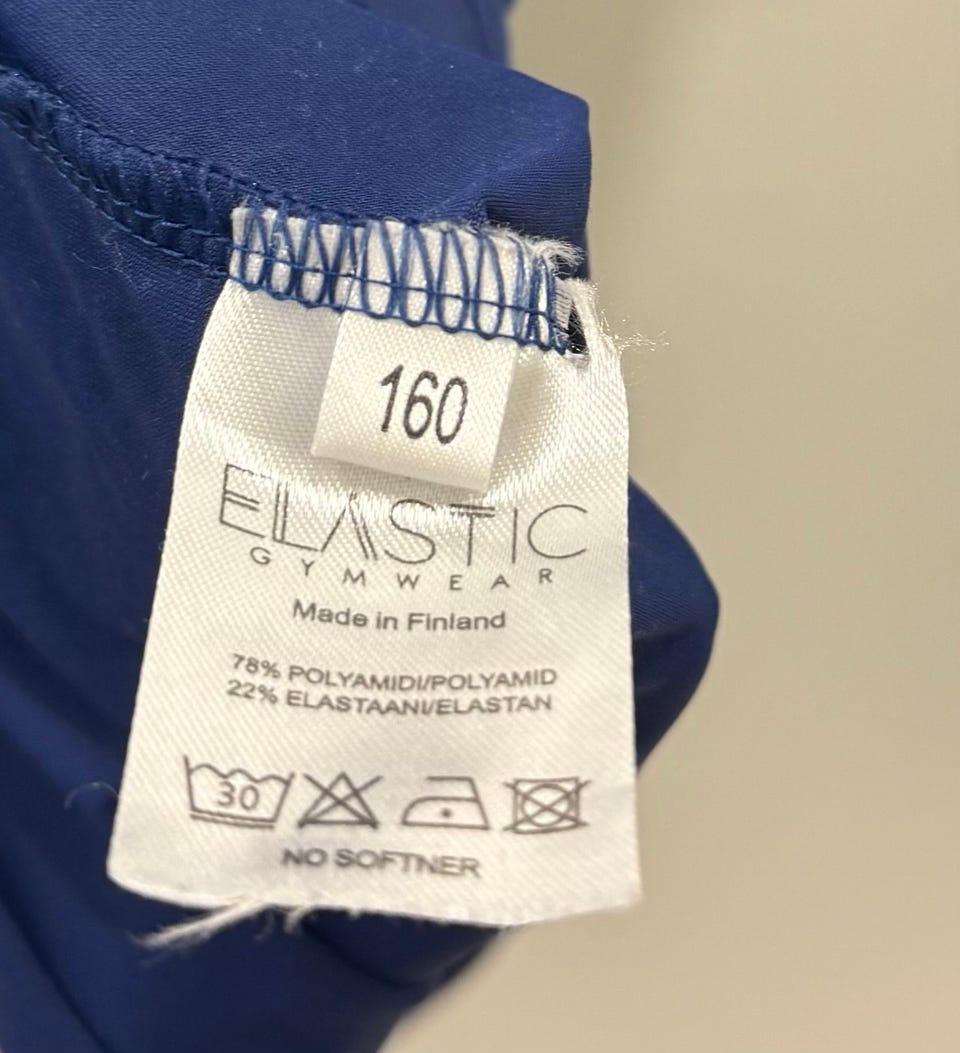 160
ELASTIC
GYMWEAR
Made in Finland
78% POLYAMIDI/POLYAMID
22% ELASTAANI/ELASTAN
30
NO SOFTNER